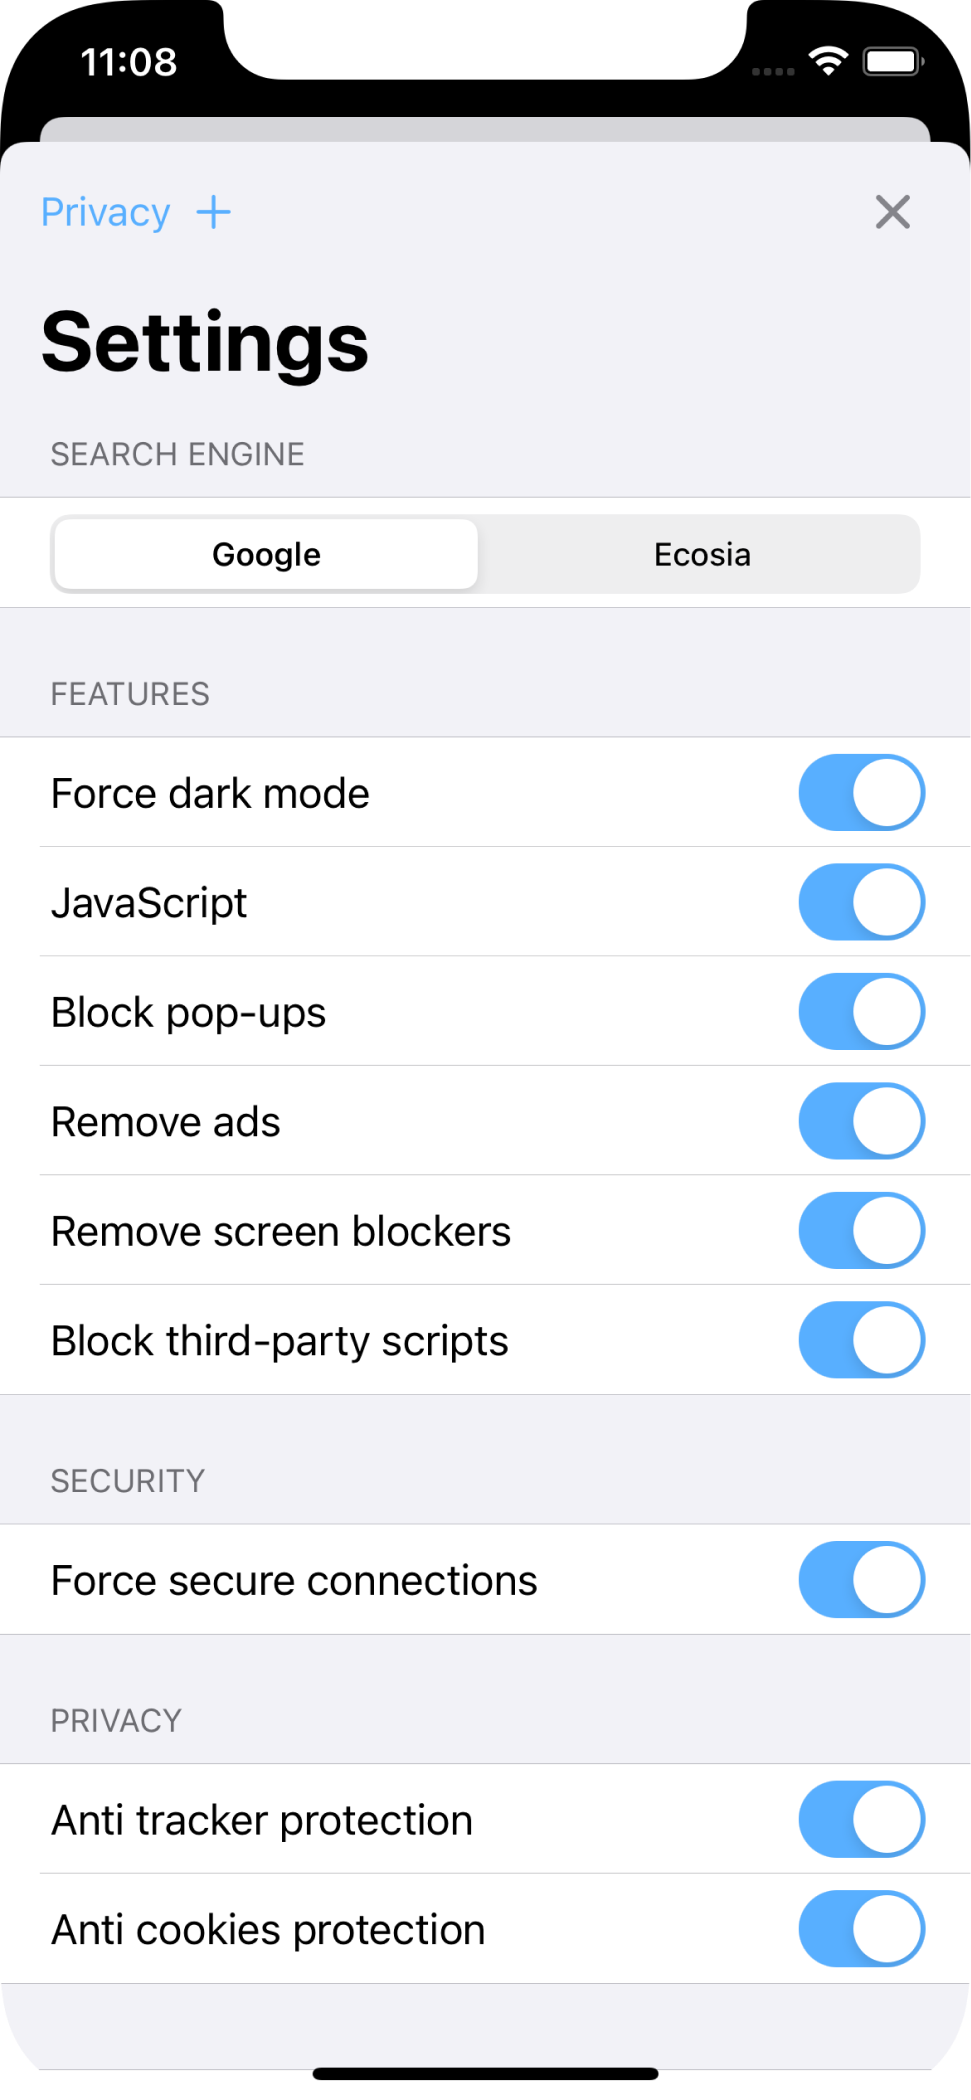 11:08
Privacy +
Settings
SEARCH ENGINE
Google Ecosia
FEATURES
Force dark mode
JavaScript
Block pop-ups
Remove ads
Remove screen blockers
Block third-party scripts
SECURITY
Force secure connections
PRIVACY
Anti tracker protection
Anti cookies protection